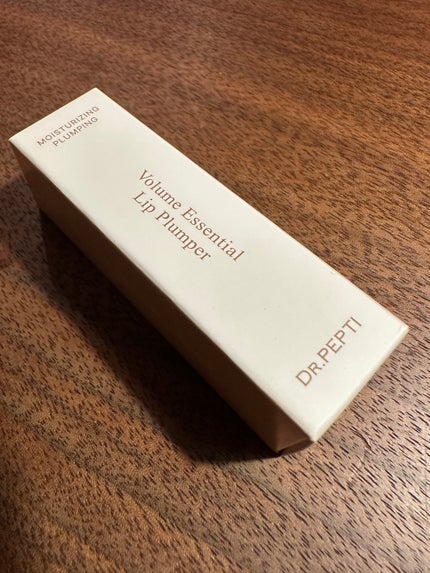 MOISTURIZING
PLUMPING
Volume Essential
Lip Plumper
DR.PEPTI